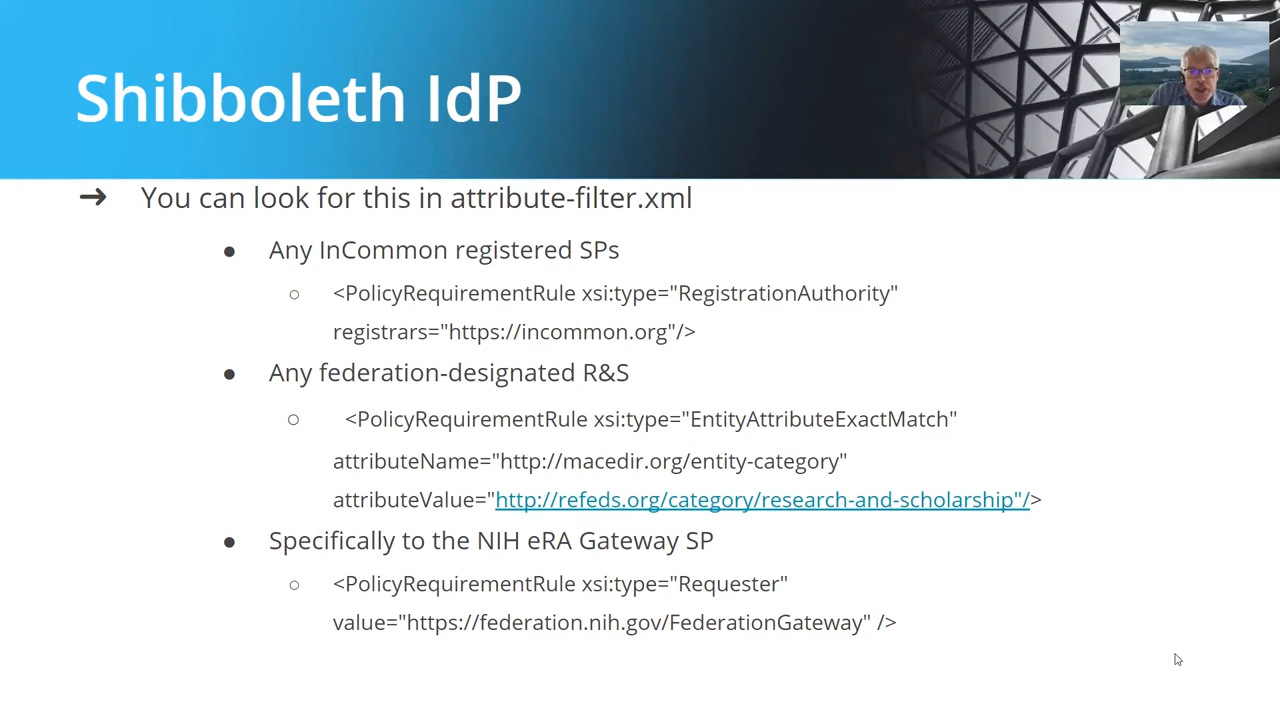 Shibboleth IdP
➔ You can look for this in attribute-filter.xml
● Any InCommon registered SPs
○ <PolicyRequirementRule xsi:type="RegistrationAuthority"
registrars="https://incommon.org"/>
● Any federation-designated R&S
○ <PolicyRequirementRule xsi:type="EntityAttributeExactMatch"
attributeName="http://macedir.org/entity-category"
attributeValue="http://refeds.org/category/research-and-scholarship"/>
● Specifically to the NIH eRA Gateway SP
○ <PolicyRequirementRule xsi:type="Requester"
value="https://federation.nih.gov/FederationGateway" />